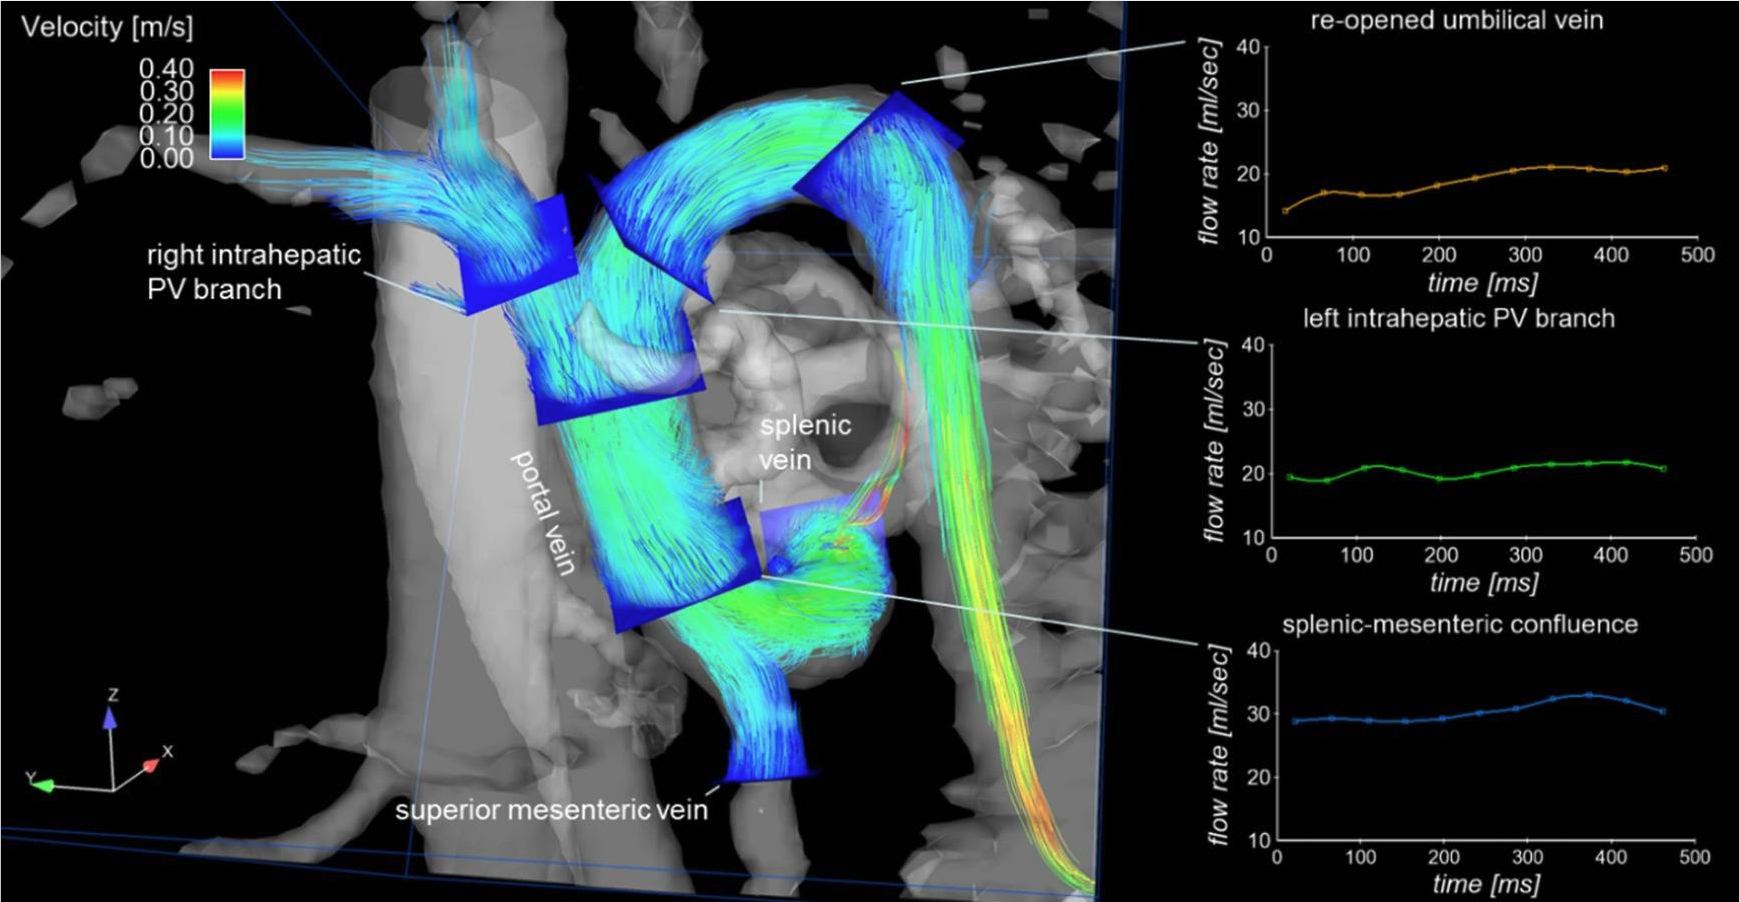 Velocity [m/s]
0.40
0.30
0.20
0.10
0.00
right intrahepatic
PV branch
portal vein
splenic
vein
superior mesenteric vein
Z
X
Y
re-opened umbilical vein
flow rate [ml/sec]
40
30
20
10
0 100 200 300 400 500
time [ms]
left intrahepatic PV branch
flow rate [ml/sec]
40
30
20
10
0 100 200 300 400 500
time [ms]
splenic-mesenteric confluence
flow rate [ml/sec]
40
30
20
10
0 100 200 300 400 500
time [ms]